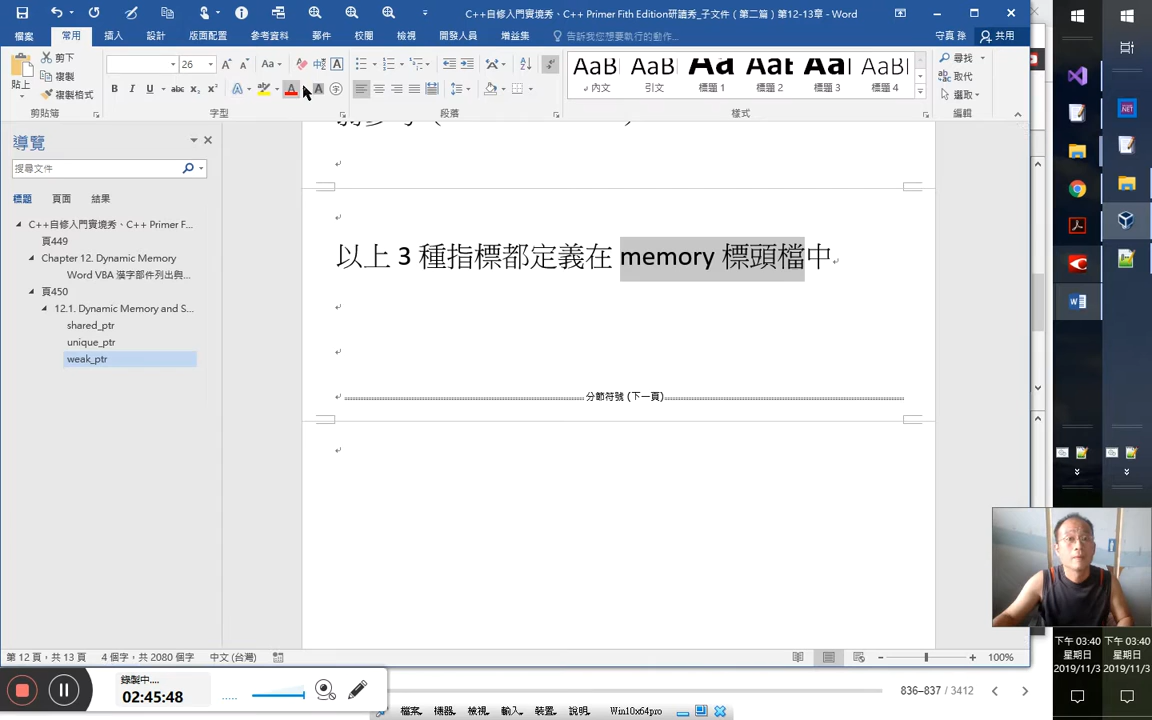 C++自修入門實境秀、C++ Primer Fith Edition研讀秀_子文件（第二篇）第12-13章 - Word
檔案 常用 插入 設計 版面配置 參考資料 郵件 校閱 檢視 開發人員 增益集 告訴我您想要執行的動作... 守真 孫 共用
貼上 剪下 複製 複製格式
26 Aa
B I U abc X₂ X² A
AaB AaB Aa AaB AaI AaBb
內文 引文 標題 1 標題 2 標題 3 標題 4
尋找 取代 選取
剪貼簿 字型 段落 樣式 編輯
導覽
搜尋文件
標題 頁面 結果
C++自修入門實境秀、C++ Primer F...
頁449
Chapter 12. Dynamic Memory
Word VBA 漢字部件列出與...
頁450
12.1. Dynamic Memory and S...
shared_ptr
unique_ptr
weak_ptr
以上 3 種指標都定義在 memory 標頭檔中
分節符號 (下一頁)
第 12 頁，共 13 頁 4 個字，共 2080 個字 中文 (台灣) 100%
錄製中....
02:45:48
836–837 / 3412
檔案、 機器、 檢視、 輸入、 裝置、 說明、 Win10x64pro
下午 03:40 下午 03:40
星期日 星期日
2019/11/3 2019/11/3